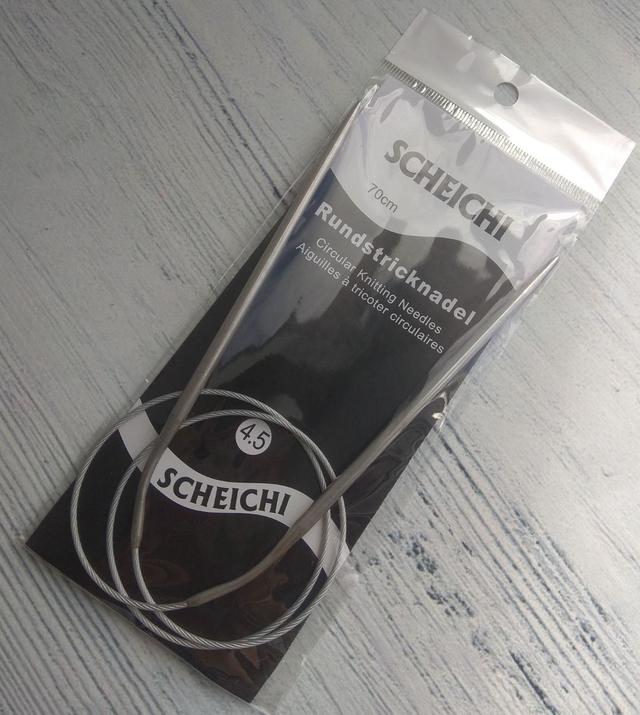 SCHEICHI
70cm
Rundstricknadel
Circular Knitting Needles
Aiguilles à tricoter circulaires
4.5
SCHEICHI